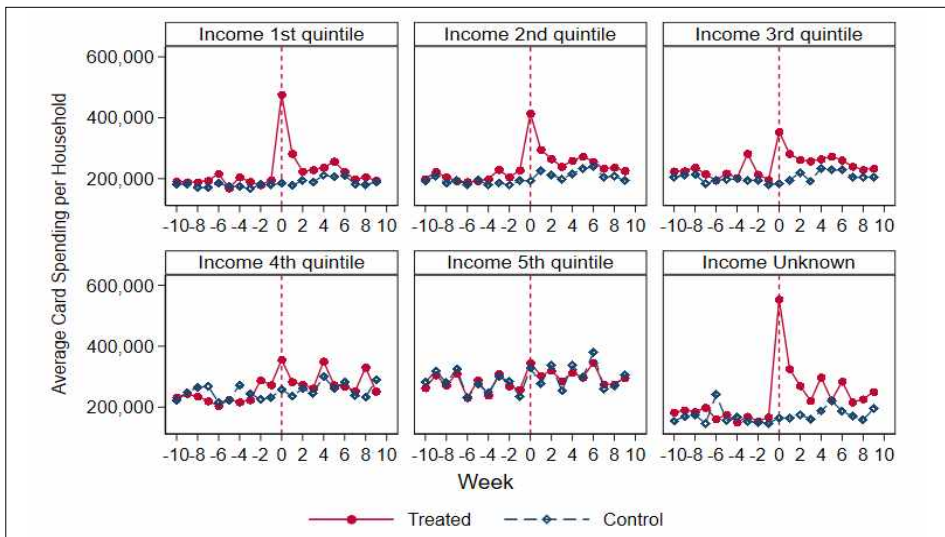 Income 1st quintile Income 2nd quintile Income 3rd quintile
600,000
400,000
200,000
-10 -8 -6 -4 -2 0 2 4 6 8 10 -10 -8 -6 -4 -2 0 2 4 6 8 10 -10 -8 -6 -4 -2 0 2 4 6 8 10
Income 4th quintile Income 5th quintile Income Unknown
600,000
400,000
200,000
-10 -8 -6 -4 -2 0 2 4 6 8 10 -10 -8 -6 -4 -2 0 2 4 6 8 10 -10 -8 -6 -4 -2 0 2 4 6 8 10
Average Card Spending per Household
Week
Treated Control